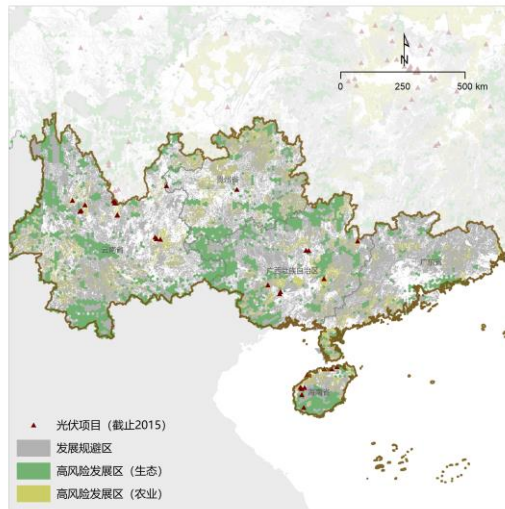 0
250
500 km
贵州省
云南省
广西壮族自治区
广东省
海南省
光伏项目（截止2015）
发展规避区
高风险发展区（生态）
高风险发展区（农业）